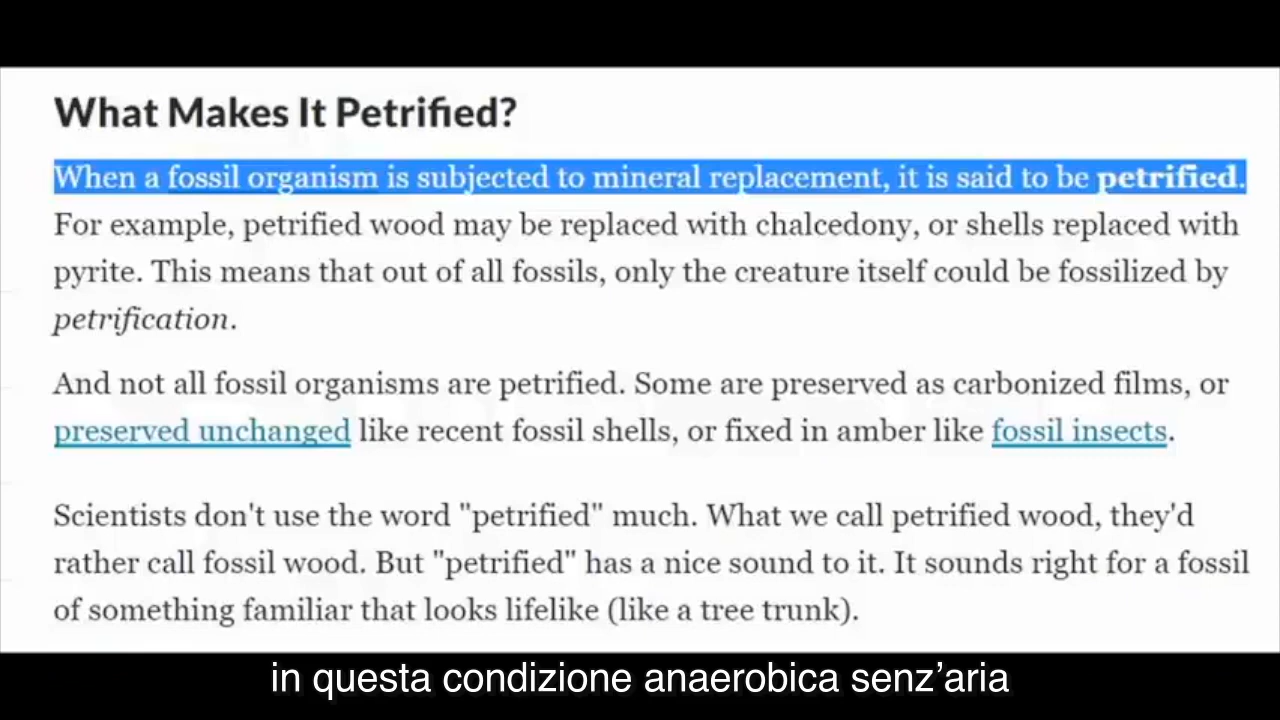 What Makes It Petrified?
When a fossil organism is subjected to mineral replacement, it is said to be petrified.
For example, petrified wood may be replaced with chalcedony, or shells replaced with
pyrite. This means that out of all fossils, only the creature itself could be fossilized by
petrification.
And not all fossil organisms are petrified. Some are preserved as carbonized films, or
preserved unchanged like recent fossil shells, or fixed in amber like fossil insects.
Scientists don't use the word "petrified" much. What we call petrified wood, they'd
rather call fossil wood. But "petrified" has a nice sound to it. It sounds right for a fossil
of something familiar that looks lifelike (like a tree trunk).
in questa condizione anaerobica senz’aria